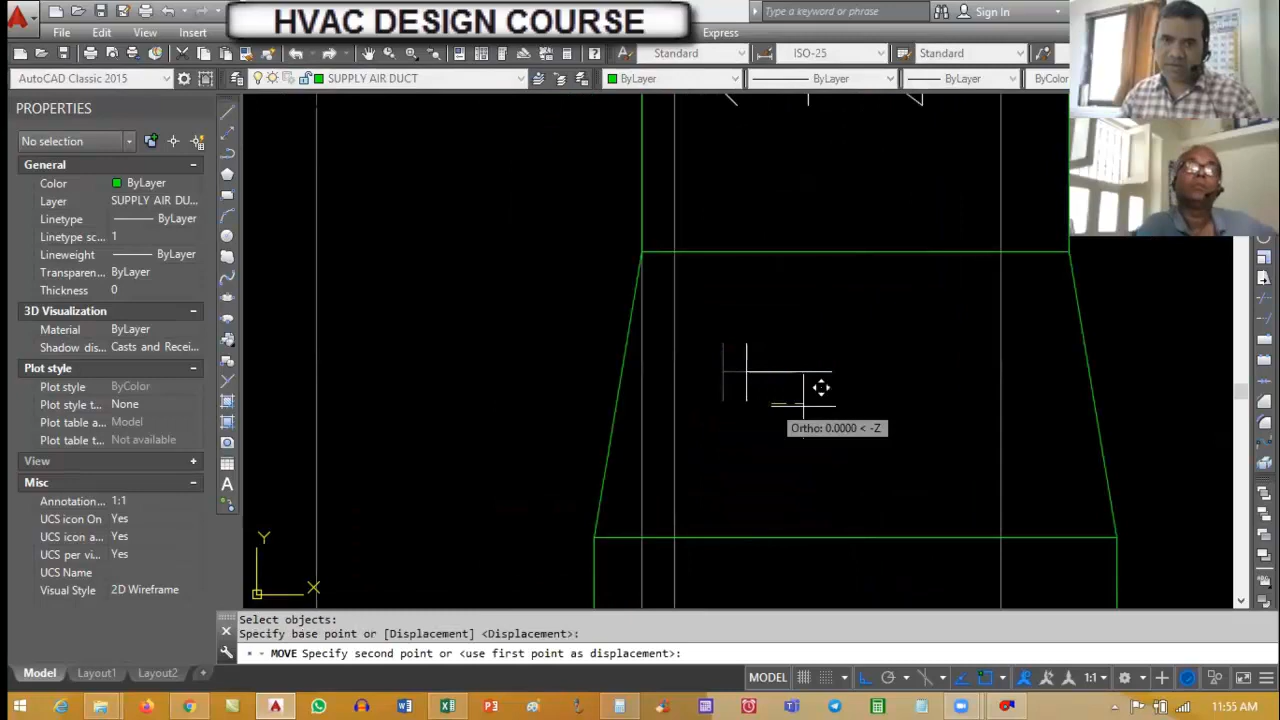 HVAC DESIGN COURSE
Type a keyword or phrase
Sign In
File
Edit
View
Insert
Express
Standard
ISO-25
Standard
AutoCAD Classic 2015
SUPPLY AIR DUCT
ByLayer
ByLayer
ByLayer
ByColor
PROPERTIES
No selection
General
Color ByLayer
Layer SUPPLY AIR DU...
Linetype ByLayer
Linetype sc... 1
Lineweight ByLayer
Transparen... ByLayer
Thickness 0
3D Visualization
Material ByLayer
Shadow dis... Casts and Recei...
Plot style
Plot style ByColor
Plot style t... None
Plot table a... Model
Plot table t... Not available
View
Misc
Annotation... 1:1
UCS icon On Yes
UCS icon a... Yes
UCS per vi... Yes
UCS Name
Visual Style 2D Wireframe
Ortho: 0.0000 < -Z
Y
X
Select objects:
Specify base point or [Displacement] <Displacement>:
MOVE Specify second point or <use first point as displacement>:
Model Layout1 Layout2 +
MODEL
1:1
11:55 AM